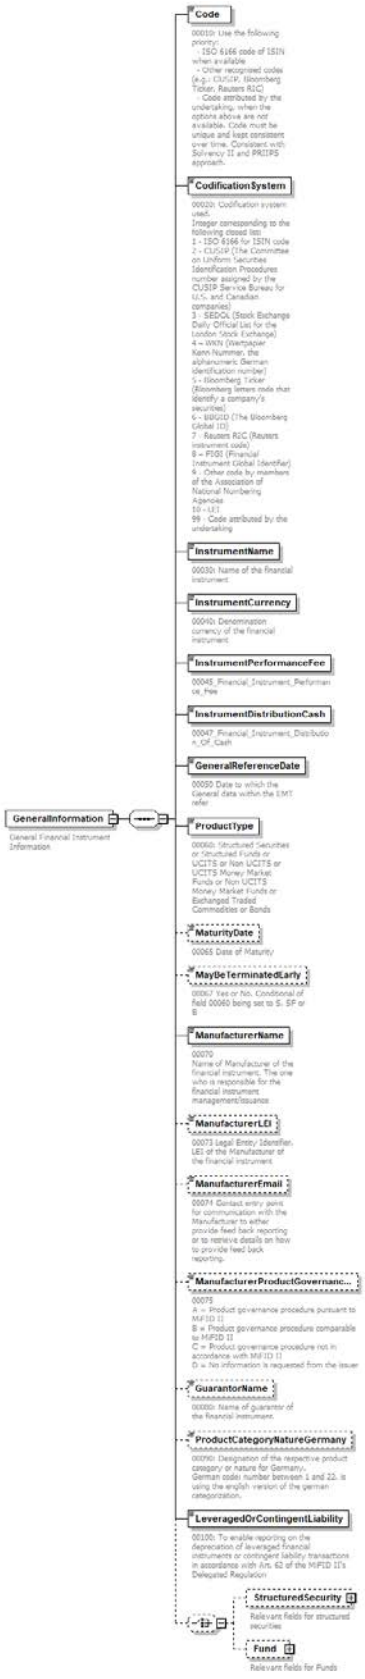 Code
00010: Use the following
priority:
- ISO 6166 code of ISIN
when available
- Other recognised codes
(e.g.: CUSIP, Bloomberg
Ticker, Reuters RIC)
- Code attributed by the
undertaking, when the
options above are not
available. Code must be
unique and kept consistent
over time. Consistent with
Solvency II and PRIIPS
approach.
CodificationSystem
00020: Codification system
used.
Integer corresponding to the
following closed list:
1 - ISO 6166 for ISIN code
2 - CUSIP (The Committee
on Uniform Securities
Identification Procedures
number assigned by the
CUSIP Service Bureau for
U.S. and Canadian
companies)
3 - SEDOL (Stock Exchange
Daily Official List for the
London Stock Exchange)
4 – WKN (Wertpapier
Kenn-Nummer, the
alphanumeric German
identification number)
5 - Bloomberg Ticker
(Bloomberg letters code that
identify a company's
securities)
6 - BBGID (The Bloomberg
Global ID)
7 - Reuters RIC (Reuters
instrument code)
8 – FIGI (Financial
Instrument Global Identifier)
9 - Other code by members
of the Association of
National Numbering
Agencies
10 - LEI
99 - Code attributed by the
undertaking
InstrumentName
00030: Name of the financial
instrument
InstrumentCurrency
00040: Denomination
currency of the financial
instrument
InstrumentPerformanceFee
00045_Financial_Instrument_Performan
ce_Fee
InstrumentDistributionCash
00047_Financial_Instrument_Distributio
n_Of_Cash
GeneralReferenceDate
00050 Date to which the
General data within the EMT
refer
GeneralInformation
General Financial Instrument
Information
ProductType
00060: Structured Securities
or Structured Funds or
UCITS or Non UCITS or
UCITS Money Market
Funds or Non UCITS
Money Market Funds or
Exchanged Traded
Commodities or Bonds
MaturityDate
00065 Date of Maturity
MayBeTerminatedEarly
00067 Yes or No. Conditional of
field 00060 being set to S, SF or
B
ManufacturerName
00070
Name of Manufacturer of the
financial instrument. The one
who is responsible for the
financial instrument
management/issuance
ManufacturerLEI
00073 Legal Entity Identifier,
LEI of the Manufacturer of
the financial instrument
ManufacturerEmail
00074 Contact entry point
for communication with the
Manufacturer to either
provide feed back reporting
or to retrieve details on how
to provide feed back
reporting.
ManufacturerProductGovernanc...
00075
A = Product governance procedure pursuant to
MiFID II
B = Product governance procedure comparable
to MiFID II
C = Product governance procedure not in
accordance with MiFID II
D = No information is requested from the issuer
GuarantorName
00080: Name of guarantor of
the financial instrument.
ProductCategoryNatureGermany
00090: Designation of the respective product
category or nature for Germany.
German codes number between 1 and 22, is
using the english version of the german
categorization.
LeveragedOrContingentLiability
00100: To enable reporting on the
depreciation of leveraged financial
instruments or contingent liability transactions
in accordance with Art. 62 of the MiFID II's
Delegated Regulation
StructuredSecurity
Relevant fields for structured
securities
Fund
Relevant fields for Funds